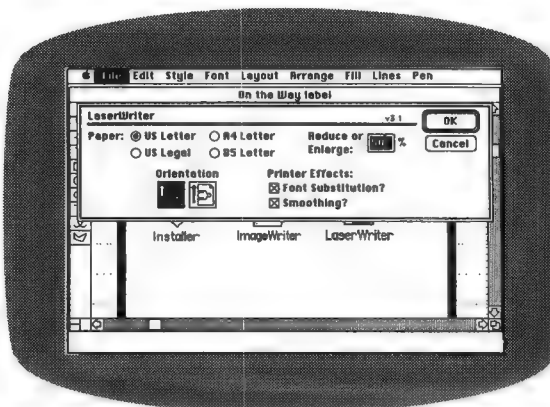 File Edit Style Font Layout Arrange Fill Lines Pen
On the Way label
LaserWriter v3.1 OK
Paper: US Letter A4 Letter Reduce or % Cancel
US Legal B5 Letter Enlarge:
Orientation Printer Effects:
Font Substitution?
Smoothing?
Installer ImageWriter LaserWriter